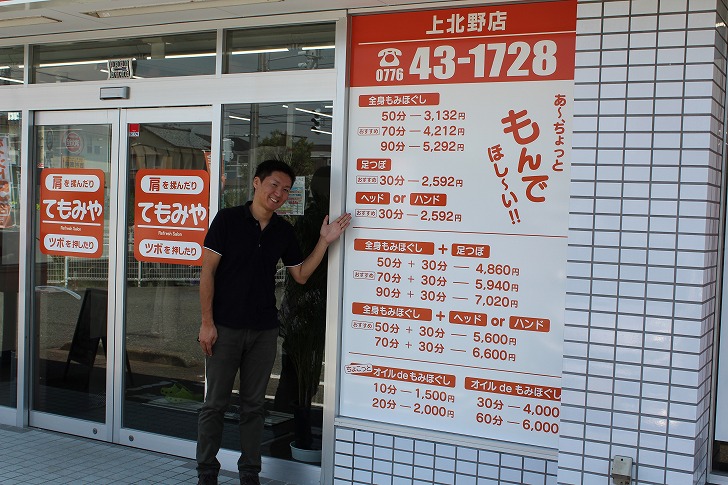 上北野店
0776 43-1728
全身もみほぐし
50分 ― 3,132円
おすすめ 70分 ― 4,212円
90分 ― 5,292円
足つぼ
おすすめ 30分 ― 2,592円
ヘッド or ハンド
おすすめ 30分 ― 2,592円
あ~、ちょっと
もんで
ほし~い!!
全身もみほぐし + 足つぼ
50分 + 30分 ― 4,860円
おすすめ 70分 + 30分 ― 5,940円
90分 + 30分 ― 7,020円
全身もみほぐし + ヘッド or ハンド
おすすめ 50分 + 30分 ― 5,600円
70分 + 30分 ― 6,600円
ちょこっと オイル de もみほぐし
10分 ― 1,500円
20分 ― 2,000円
オイル de もみほぐし
30分 ― 4,000
60分 ― 6,000
肩を揉んだり
てもみや
Refresh Salon
ツボを押したり
肩を揉んだり
てもみや
Refresh Salon
ツボを押したり